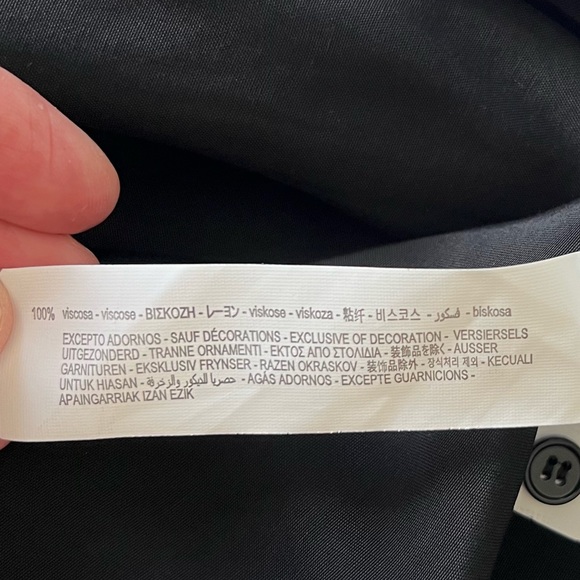 100% viscosa - viscose - ΒΙΣΚΟΖΗ - レーヨン - viskose - viskoza - 粘纤 - 비스코스 - فسكوز - biskosa
EXCEPTO ADORNOS - SAUF DÉCORATIONS - EXCLUSIVE OF DECORATION - VERSIERSELS
UITGEZONDERD - TRANNE ORNAMENTI - ΕΚΤΟΣ ΑΠΟ ΣΤΟΛΙΔΙΑ - 装飾品を除く - AUSSER
GARNITUREN - EKSKLUSIV FRYNSER - RAZEN OKRASKOV - 装饰品除外 - 장식처리 제외 - KECUALI
UNTUK HIASAN - حصريا للديكور والزخرفة - AGÁS ADORNOS - EXCEPTE GUARNICIONS -
APAINGARRIAK IZAN EZIK